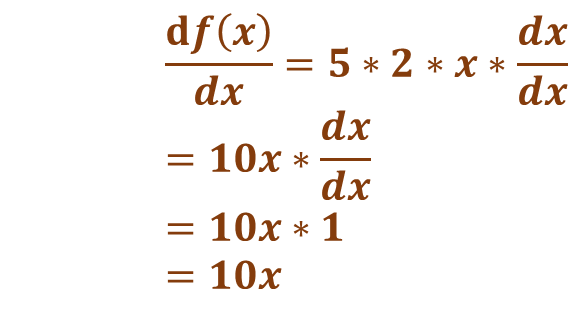 df(x)/dx = 5 * 2 * x * dx/dx
= 10x * dx/dx
= 10x * 1
= 10x